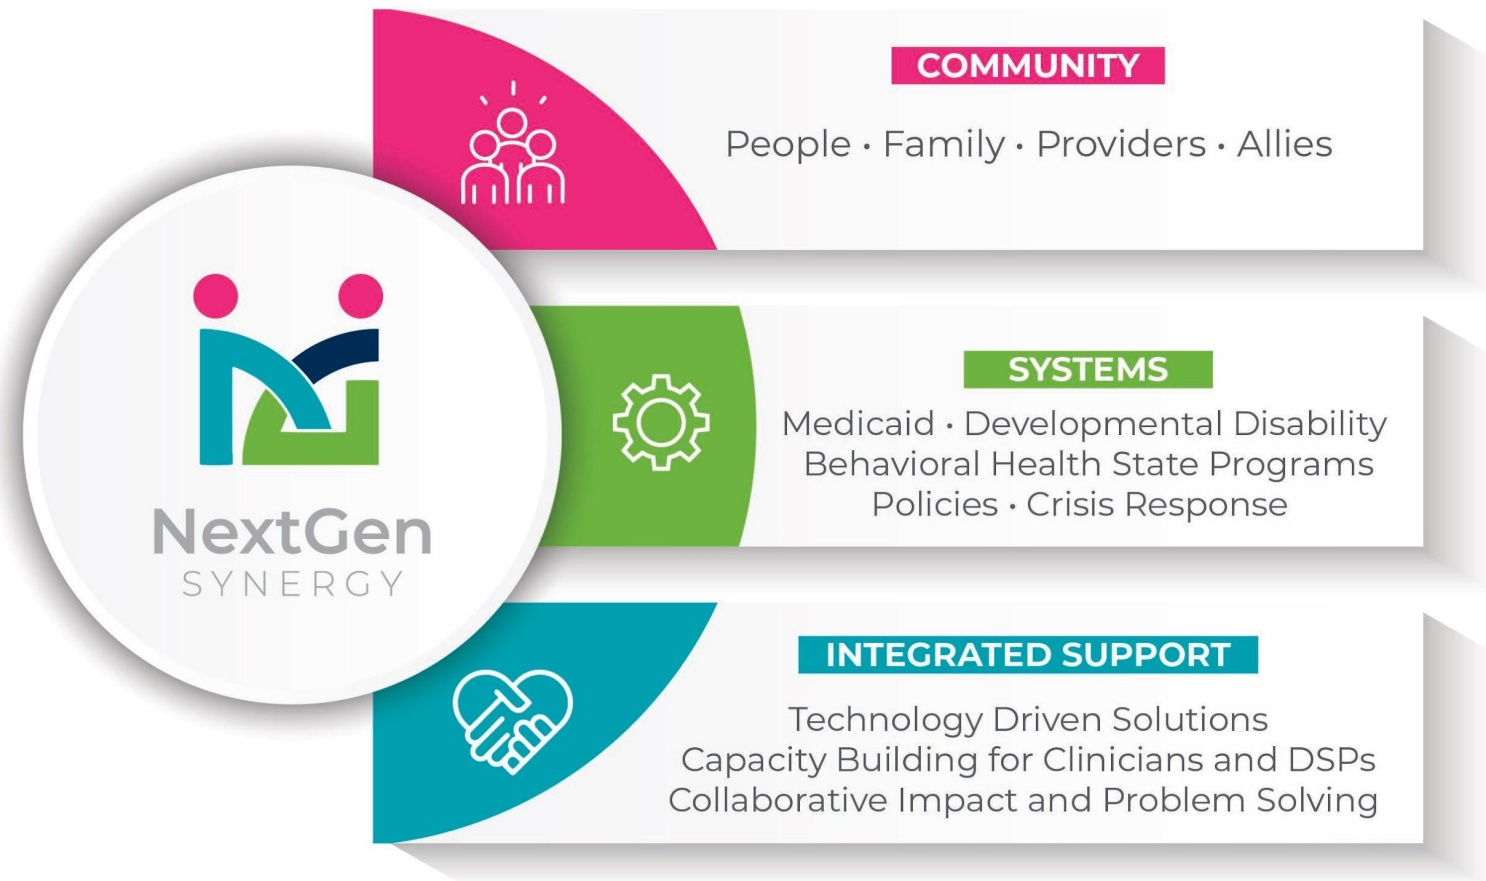 COMMUNITY
People • Family • Providers • Allies
NextGen
SYNERGY
SYSTEMS
Medicaid • Developmental Disability
Behavioral Health State Programs
Policies • Crisis Response
INTEGRATED SUPPORT
Technology Driven Solutions
Capacity Building for Clinicians and DSPs
Collaborative Impact and Problem Solving